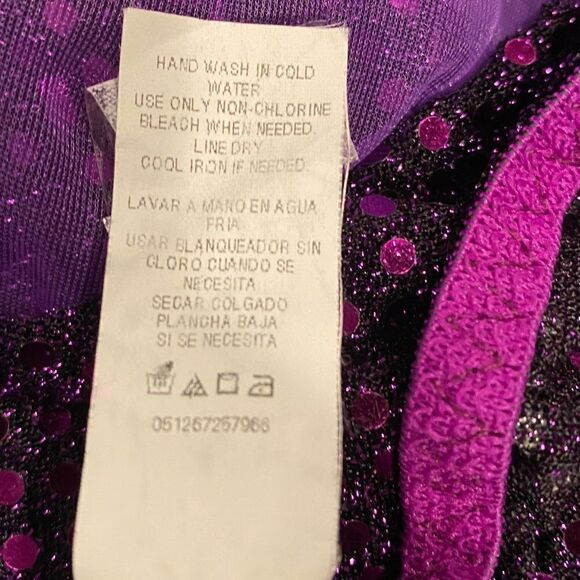 HAND WASH IN COLD
WATER
USE ONLY NON-CHLORINE
BLEACH WHEN NEEDED.
LINE DRY
COOL IRON IF NEEDED.
LAVAR A MANO EN AGUA
FRIA
USAR BLANQUEADOR SIN
CLORO CUANDO SE
NECESITA
SECAR COLGADO
PLANCHA BAJA
SI SE NECESITA
051267257966